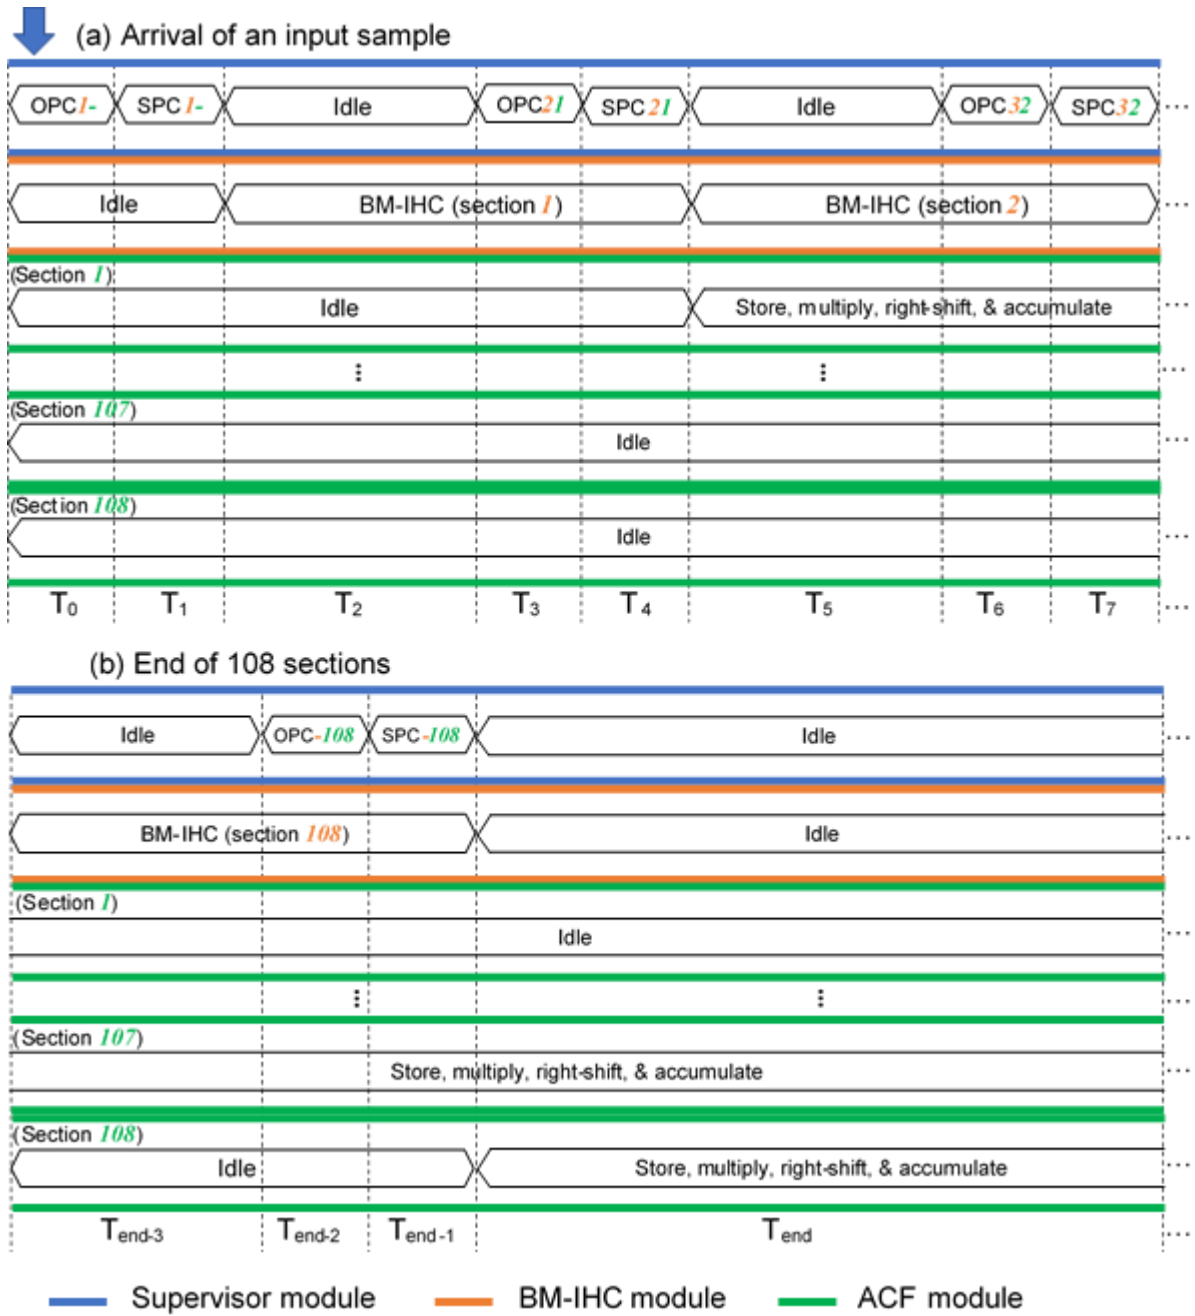 (a) Arrival of an input sample
OPC1- SPC1- Idle OPC21 SPC21 Idle OPC32 SPC32 ...
Idle BM-IHC (section 1) BM-IHC (section 2) ...
(Section 1)
Idle Store, multiply, right-shift, & accumulate ...
⋮ ⋮ ...
(Section 107)
Idle ...
(Section 108)
Idle ...
T0 T1 T2 T3 T4 T5 T6 T7 ...
(b) End of 108 sections
Idle OPC-108 SPC-108 Idle ...
BM-IHC (section 108) Idle ...
(Section 1)
Idle ...
⋮ ⋮ ...
(Section 107)
Store, multiply, right-shift, & accumulate ...
(Section 108)
Idle Store, multiply, right-shift, & accumulate ...
Tend-3 Tend-2 Tend-1 Tend ...
Supervisor module BM-IHC module ACF module